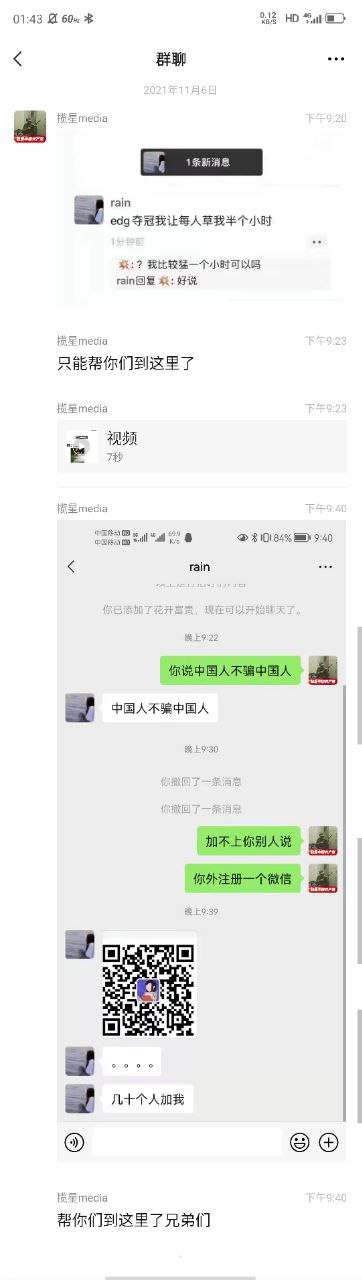 01:43 60Hz 0.12 KB/S HD 4G
群聊
2021年11月6日
揽星media 下午9:20
1条新消息
rain
edg夺冠我让每人草我半个小时
1分钟前
💥:？我比较猛一个小时可以吗
rain回复💥: 好说
揽星media 下午9:23
只能帮你们到这里了
揽星media 下午9:23
视频
7秒
揽星media 下午9:40
中国移动 HD 中国移动 HD 69.9 K/s 84% 9:40
rain
你已添加了花开富贵，现在可以开始聊天了。
晚上9:22
你说中国人不骗中国人
中国人不骗中国人
晚上9:30
你撤回了一条消息
你撤回了一条消息
加不上你别人说
你外注册一个微信
晚上9:39
。。。。
几十个人加我
揽星media 下午9:40
帮你们到这里了兄弟们